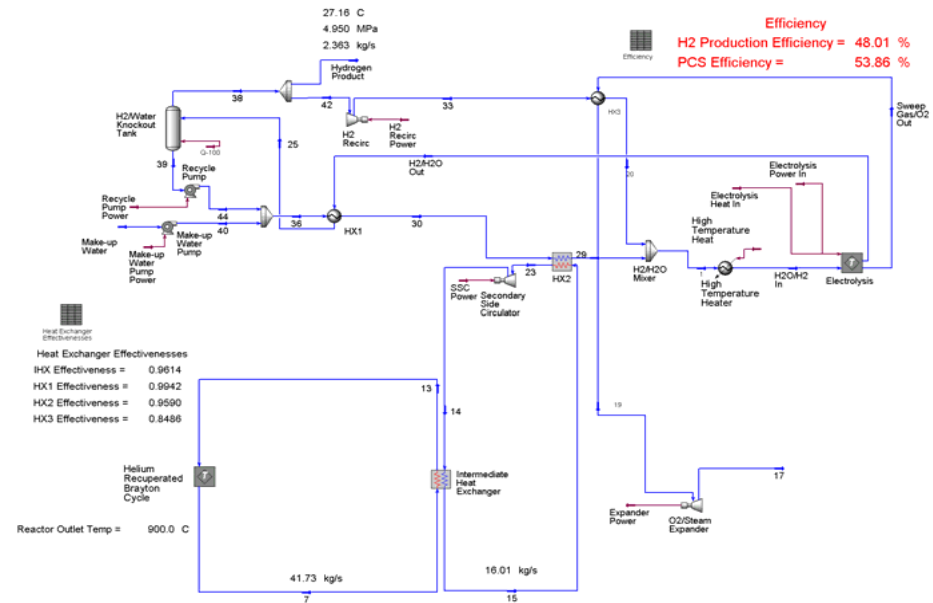 27.16 C
4.950 MPa
2.363 kg/s
Hydrogen
Product
Efficiency
Efficiency
H2 Production Efficiency = 48.01 %
PCS Efficiency = 53.86 %
38
42
33
H2
Recirc
H2
Recirc
Power
HX3
Sweep
Gas/O2
Out
H2/Water
Knockout
Tank
Q-100
25
39
Recycle
Pump
Recycle
Pump
Power
44
40
Make-up
Water
Make-up
Water
Pump
Power
Make-up
Water
Pump
36
HX1
H2/H2O
Out
30
20
Electrolysis
Power In
Electrolysis
Heat In
High
Temperature
Heat
29
23
HX2
H2/H2O
Mixer
1
High
Temperature
Heater
H2O/H2
In
Electrolysis
SSC
Power
Secondary
Side
Circulator
Heat Exchanger
Effectivenesses
Heat Exchanger Effectivenesses
IHX Effectiveness = 0.9614
HX1 Effectiveness = 0.9942
HX2 Effectiveness = 0.9590
HX3 Effectiveness = 0.8486
13
14
19
17
Helium
Recuperated
Brayton
Cycle
Intermediate
Heat
Exchanger
Expander
Power
O2/Steam
Expander
Reactor Outlet Temp = 900.0 C
41.73 kg/s
7
16.01 kg/s
15